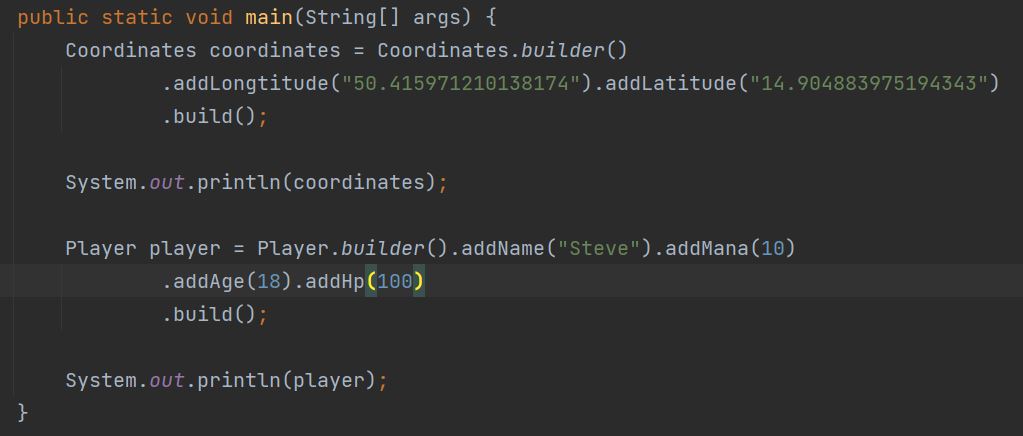 public static void main(String[] args) {
    Coordinates coordinates = Coordinates.builder()
            .addLongtitude("50.415971210138174").addLatitude("14.904883975194343")
            .build();

    System.out.println(coordinates);

    Player player = Player.builder().addName("Steve").addMana(10)
            .addAge(18).addHp(100)
            .build();

    System.out.println(player);
}